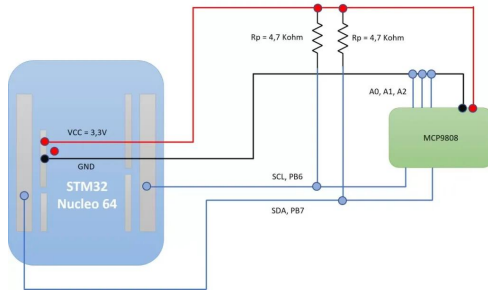 Rp = 4,7 Kohm
Rp = 4,7 Kohm
A0, A1, A2
VCC = 3,3V
MCP9808
GND
STM32
Nucleo 64
SCL, PB6
SDA, PB7